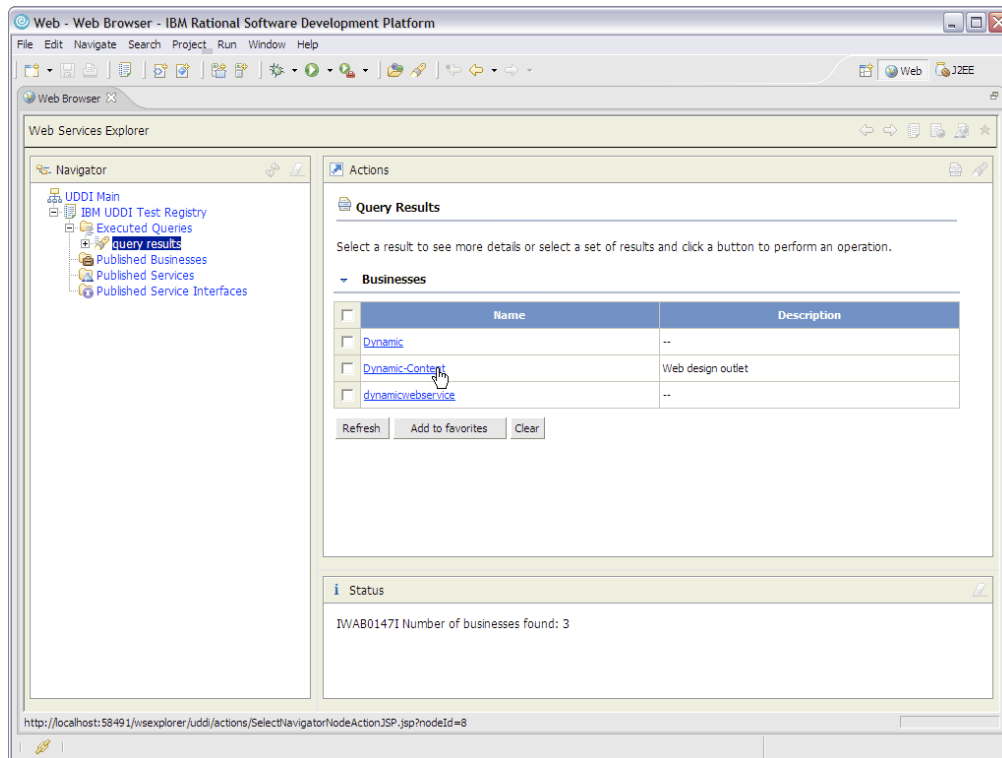 Web - Web Browser - IBM Rational Software Development Platform
File Edit Navigate Search Project Run Window Help
Web J2EE
Web Browser
Web Services Explorer
Navigator
UDDI Main
IBM UDDI Test Registry
Executed Queries
query results
Published Businesses
Published Services
Published Service Interfaces
Actions
Query Results
Select a result to see more details or select a set of results and click a button to perform an operation.
Businesses
Name Description
Dynamic --
Dynamic-Content Web design outlet
dynamicwebservice --
Refresh Add to favorites Clear
i Status
IWAB0147I Number of businesses found: 3
http://localhost:58491/wsexplorer/uddi/actions/SelectNavigatorNodeActionJSP.jsp?nodeId=8